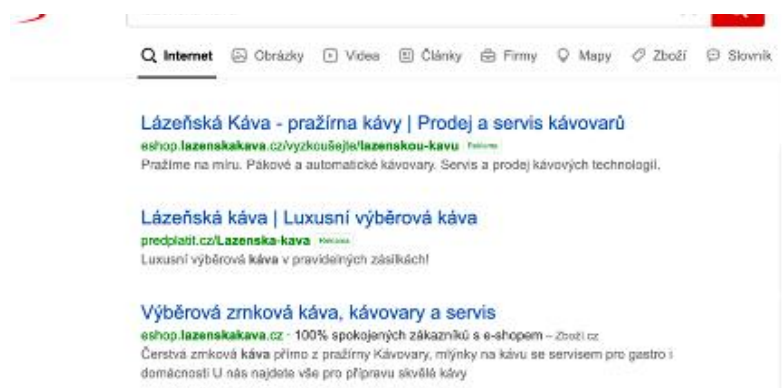 Internet Obrázky Videa Články Firmy Mapy Zboží Slovník
Lázeňská Káva - pražírna kávy | Prodej a servis kávovarů
eshop.lazenskakava.cz/vyzkoušejte/lazenskou-kavu Reklama
Pražíme na míru. Pákové a automatické kávovary. Servis a prodej kávových technologií.
Lázeňská káva | Luxusní výběrová káva
predplatit.cz/Lazenska-kava Reklama
Luxusní výběrová káva v pravidelných zásilkách!
Výběrová zrnková káva, kávovary a servis
eshop.lazenskakava.cz - 100% spokojených zákazníků s e-shopem – Zboží.cz
Čerstvá zrnková káva přímo z pražírny Kávovary, mlýnky na kávu se servisem pro gastro i
domácnosti U nás najdete vše pro přípravu skvělé kávy